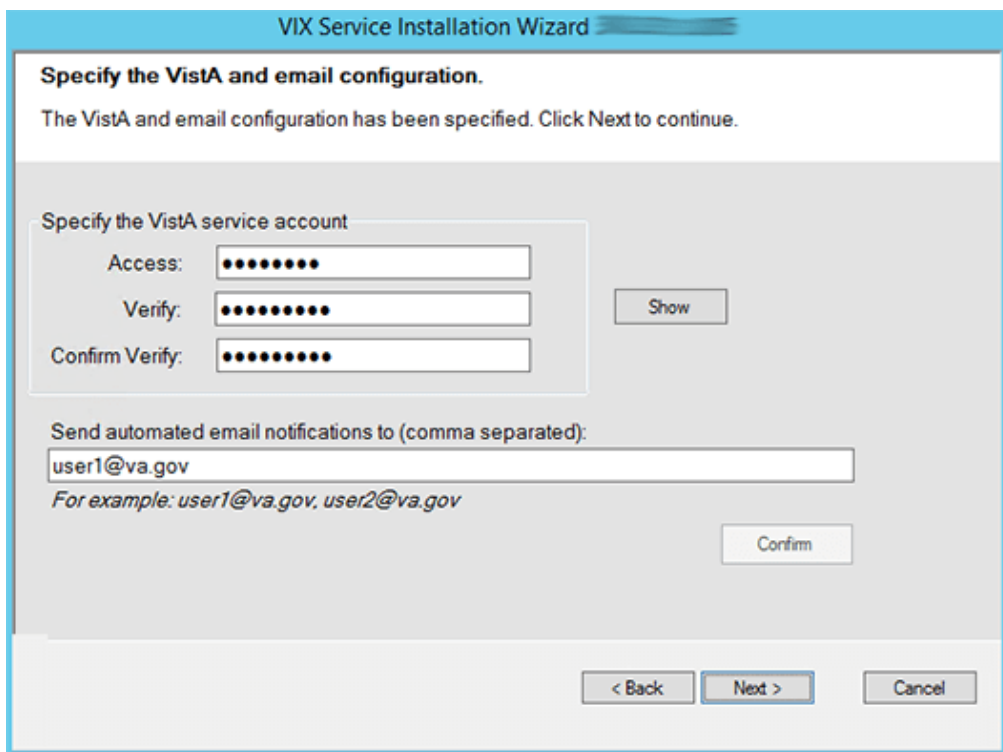 VIX Service Installation Wizard
Specify the VistA and email configuration.
The VistA and email configuration has been specified. Click Next to continue.
Specify the VistA service account
Access: ●●●●●●●●
Verify: ●●●●●●●●● Show
Confirm Verify: ●●●●●●●●●
Send automated email notifications to (comma separated):
user1@va.gov
For example: user1@va.gov, user2@va.gov
Confirm
< Back Next > Cancel